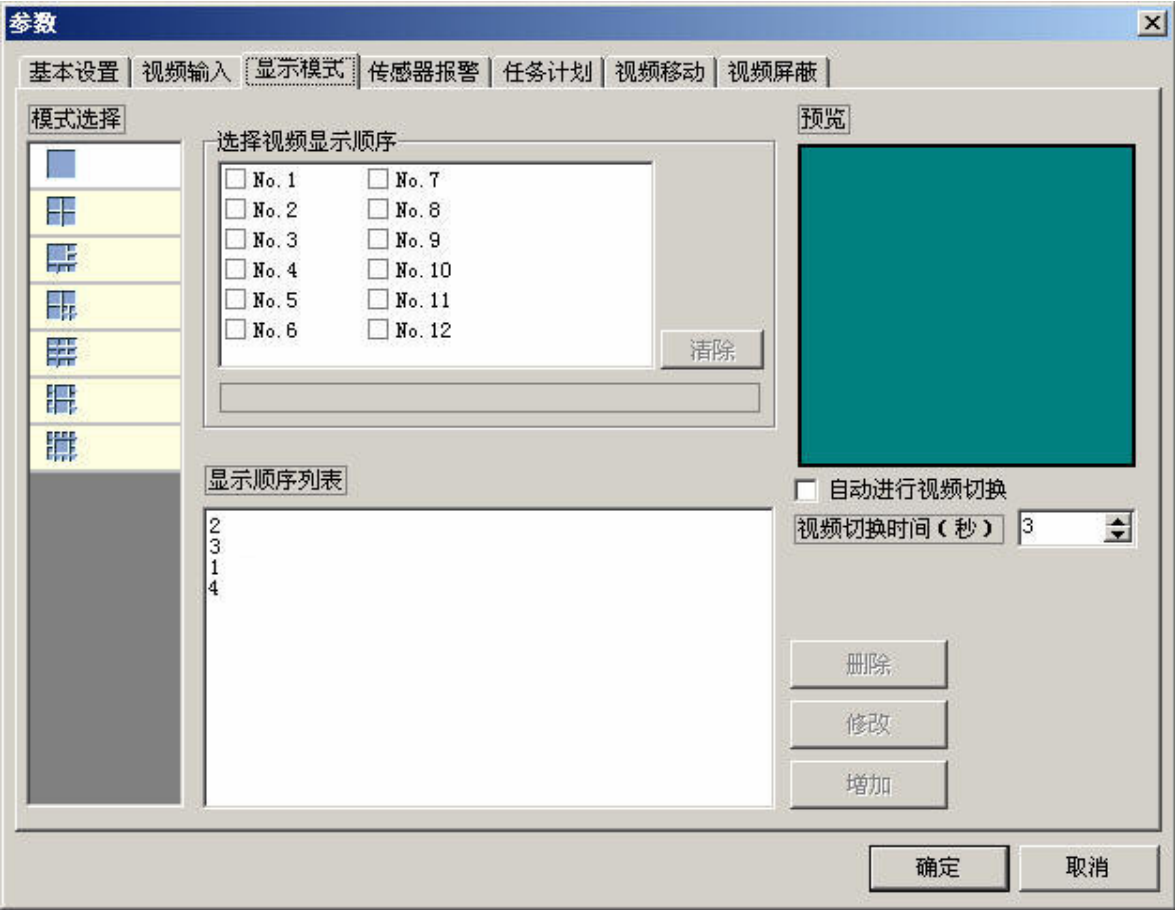 参数
基本设置 视频输入 显示模式 传感器报警 任务计划 视频移动 视频屏蔽
模式选择
选择视频显示顺序
预览
No.1 No.7
No.2 No.8
No.3 No.9
No.4 No.10
No.5 No.11
No.6 No.12
清除
显示顺序列表
自动进行视频切换
视频切换时间(秒) 3
2
3
1
4
删除
修改
增加
确定 取消